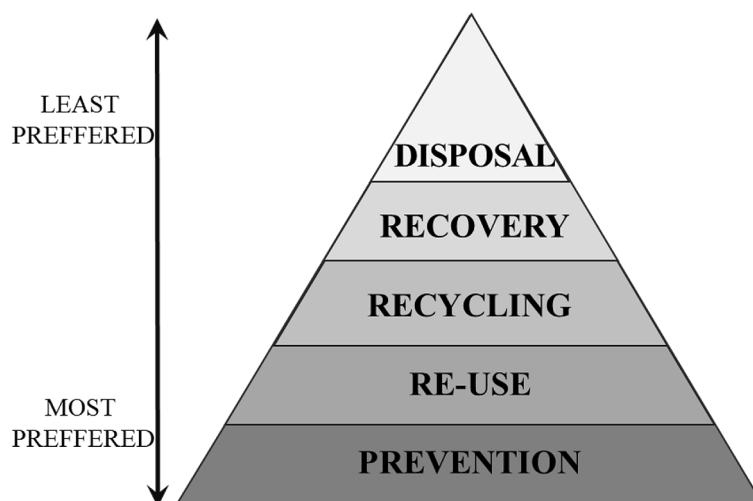 LEAST
PREFFERED
DISPOSAL
RECOVERY
RECYCLING
RE-USE
MOST
PREFFERED
PREVENTION